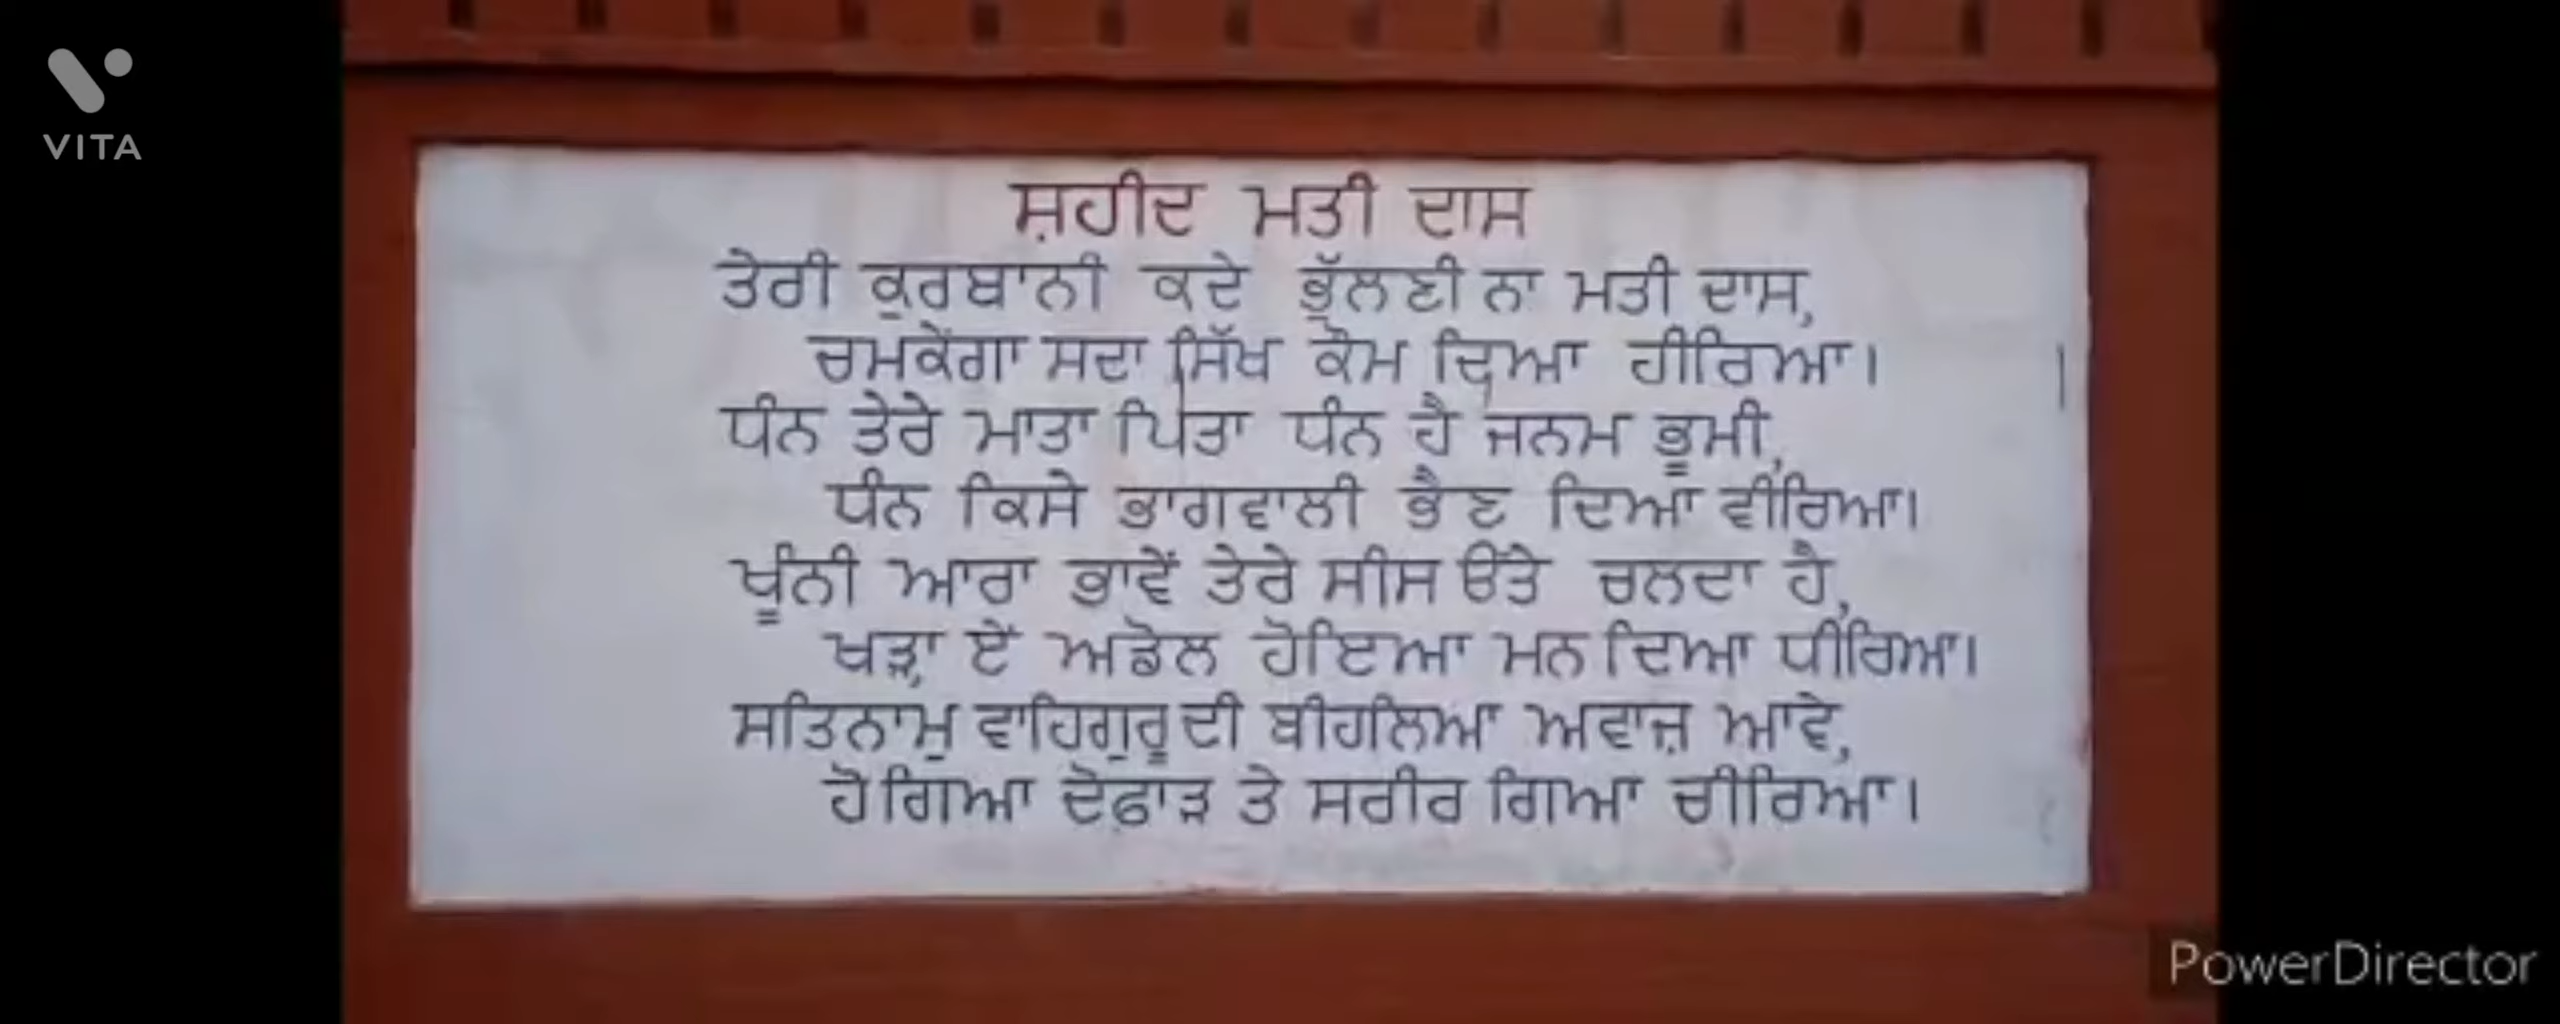 VITA
ਸ਼ਹੀਦ ਮਤੀ ਦਾਸ
ਤੇਰੀ ਕੁਰਬਾਨੀ ਕਦੇ ਭੁੱਲਣੀ ਨਾ ਮਤੀ ਦਾਸ,
ਚਮਕੇਂਗਾ ਸਦਾ ਸਿੱਖ ਕੌਮ ਦਿਆ ਹੀਰਿਆ।
ਧੰਨ ਤੇਰੇ ਮਾਤਾ ਪਿਤਾ ਧੰਨ ਹੈ ਜਨਮ ਭੂਮੀ,
ਧੰਨ ਕਿਸੇ ਭਾਗਵਾਲੀ ਭੈਣ ਦਿਆ ਵੀਰਿਆ।
ਖੂੰਨੀ ਆਰਾ ਭਾਵੇਂ ਤੇਰੇ ਸੀਸ ਓੱਤੇ ਚਲਦਾ ਹੈ,
ਖੜਾ ਏਂ ਅਡੋਲ ਹੋਇਆ ਮਨ ਦਿਆ ਧੀਰਿਆ।
ਸਤਿਨਾਮੁ ਵਾਹਿਗੁਰੂ ਦੀ ਬੀਹਲਿਆ ਅਵਾਜ਼ ਆਵੇ,
ਹੋ ਗਿਆ ਦੋਫਾੜ ਤੇ ਸਰੀਰ ਗਿਆ ਚੀਰਿਆ।
PowerDirector